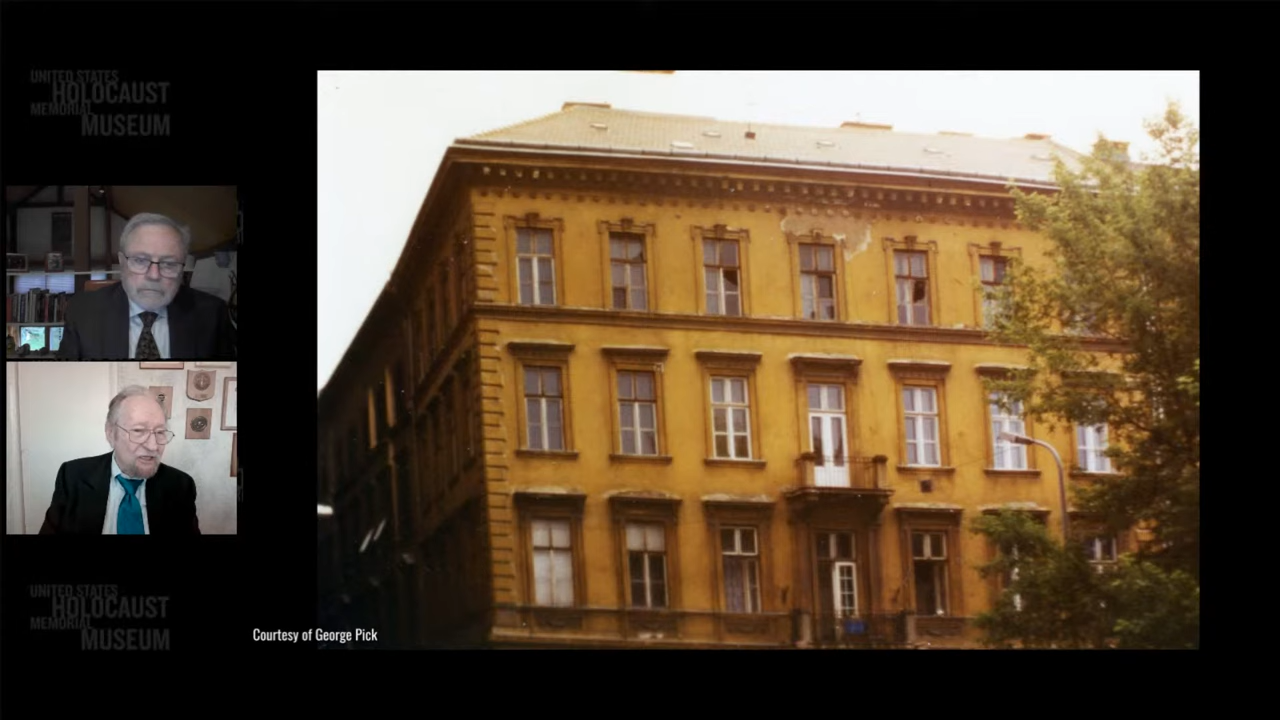 UNITED STATES
HOLOCAUST
MEMORIAL
MUSEUM
UNITED STATES
HOLOCAUST
MEMORIAL
MUSEUM
Courtesy of George Pick